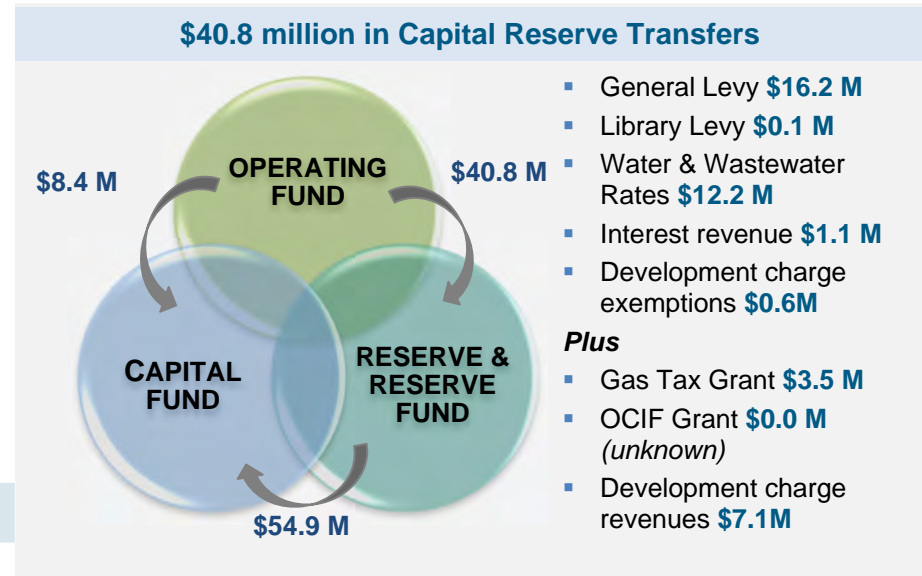 $40.8 million in Capital Reserve Transfers
$8.4 M
OPERATING
FUND
$40.8 M
CAPITAL
FUND
RESERVE &
RESERVE
FUND
$54.9 M
▪ General Levy $16.2 M
▪ Library Levy $0.1 M
▪ Water & Wastewater
Rates $12.2 M
▪ Interest revenue $1.1 M
▪ Development charge
exemptions $0.6M
Plus
▪ Gas Tax Grant $3.5 M
▪ OCIF Grant $0.0 M
(unknown)
▪ Development charge
revenues $7.1M